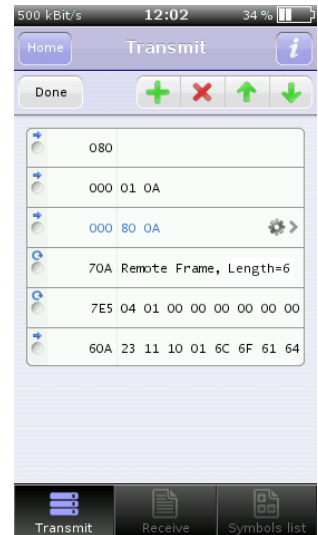 500 kBit/s 12:02 34 %
Home Transmit i
Done
080
000 01 0A
000 80 0A
70A Remote Frame, Length=6
7E5 04 01 00 00 00 00 00 00
60A 23 11 10 01 6C 6F 61 64
Transmit Receive Symbols list